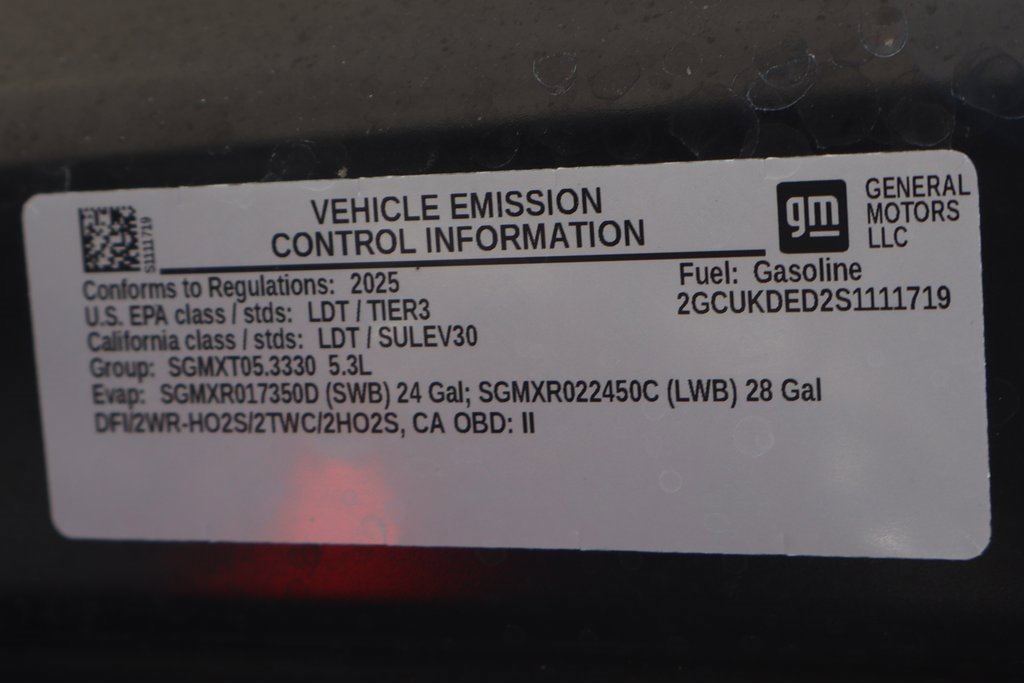 S1111719
VEHICLE EMISSION
CONTROL INFORMATION
gm
GENERAL
MOTORS
LLC
Conforms to Regulations: 2025
U.S. EPA class / stds: LDT / TIER3
California class / stds: LDT / SULEV30
Group: SGMXT05.3330 5.3L
Fuel: Gasoline
2GCUKDED2S1111719
Evap: SGMXR017350D (SWB) 24 Gal; SGMXR022450C (LWB) 28 Gal
DFI/2WR-HO2S/2TWC/2HO2S, CA OBD: II